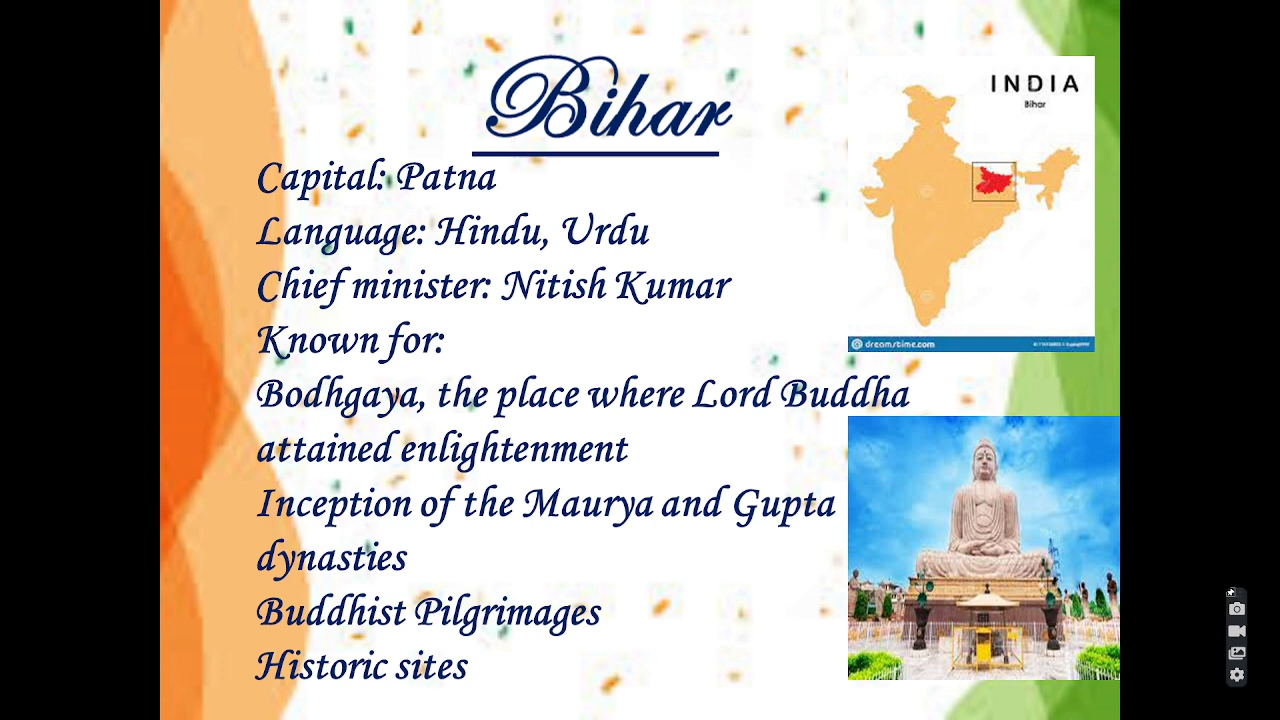 Bihar
Capital: Patna
Language: Hindu, Urdu
Chief minister: Nitish Kumar
Known for:
Bodhgaya, the place where Lord Buddha
attained enlightenment
Inception of the Maurya and Gupta
dynasties
Buddhist Pilgrimages
Historic sites
INDIA
Bihar
dreamstime.com